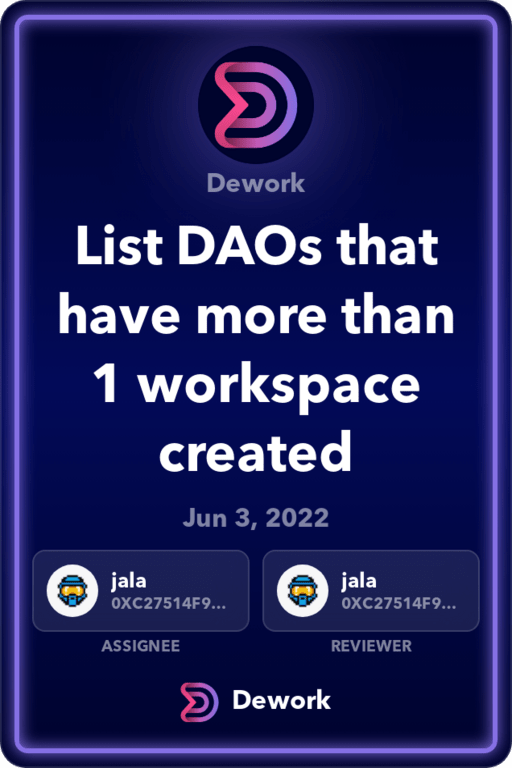 Dework
List DAOs that
have more than
1 workspace
created
Jun 3, 2022
jala
0XC27514F9...
ASSIGNEE
jala
0XC27514F9...
REVIEWER
Dework